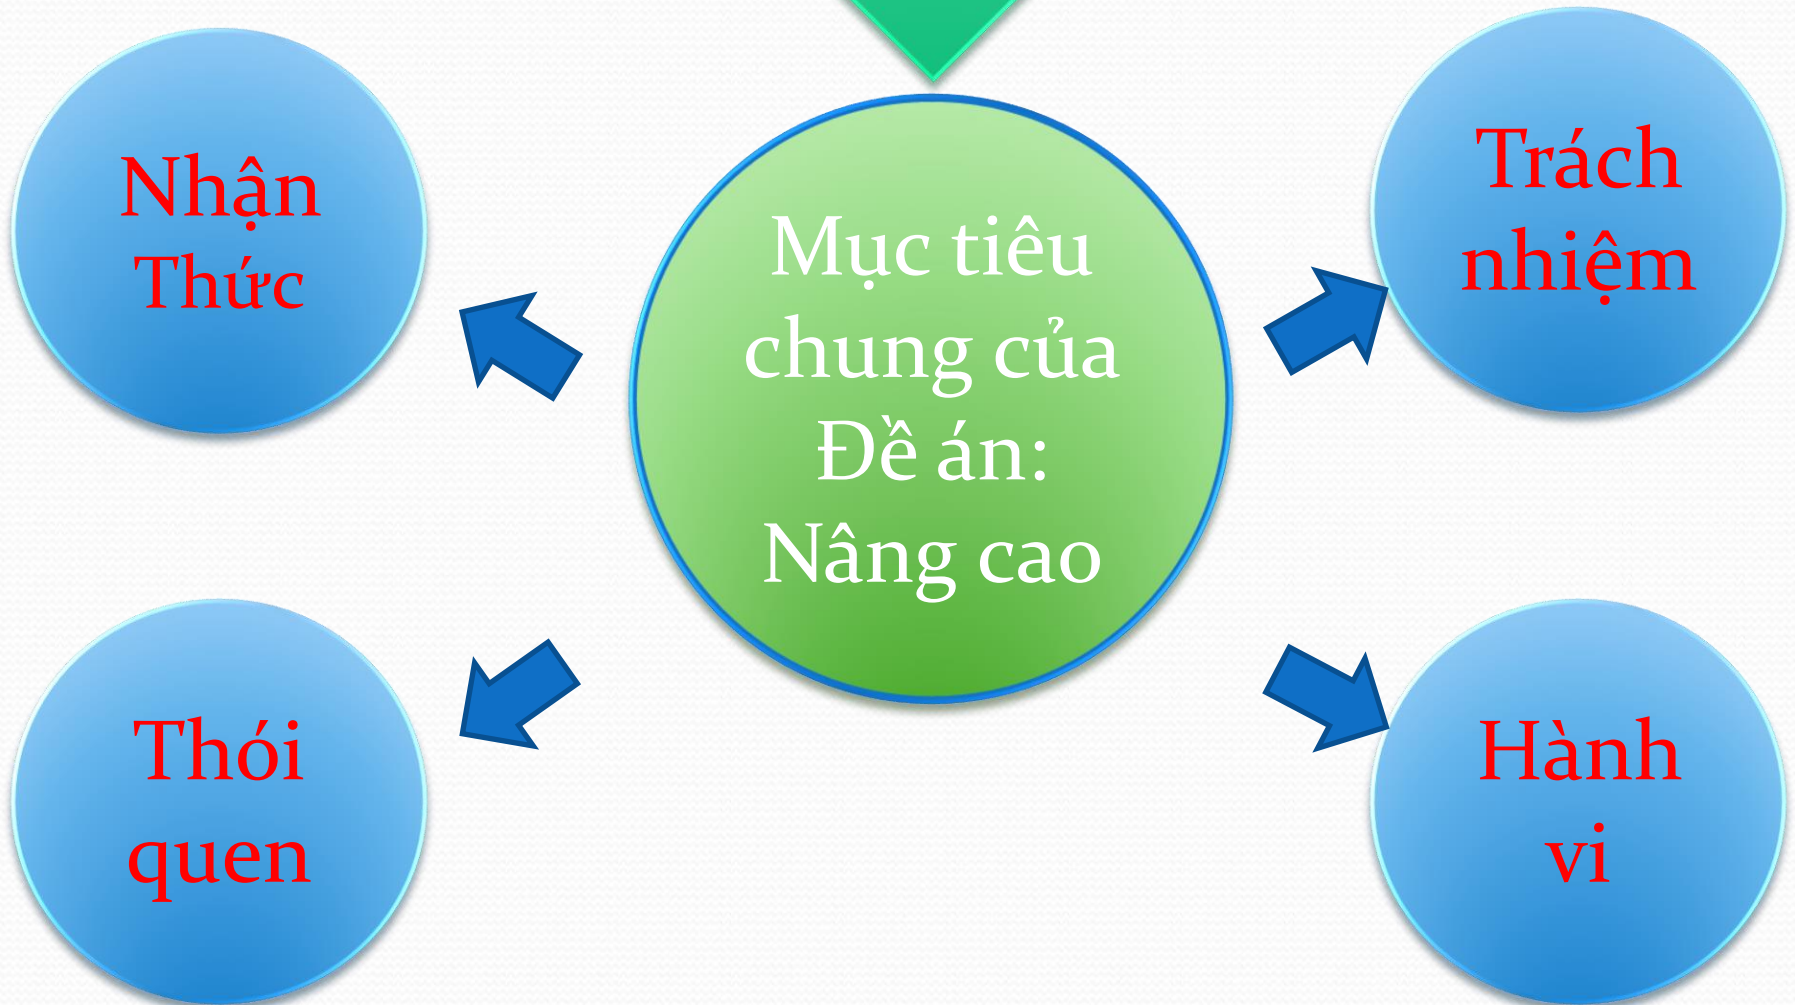 Nhận
Thức
Mục tiêu
chung của
Đề án:
Nâng cao
Trách
nhiệm
Thói
quen
Hành
vi